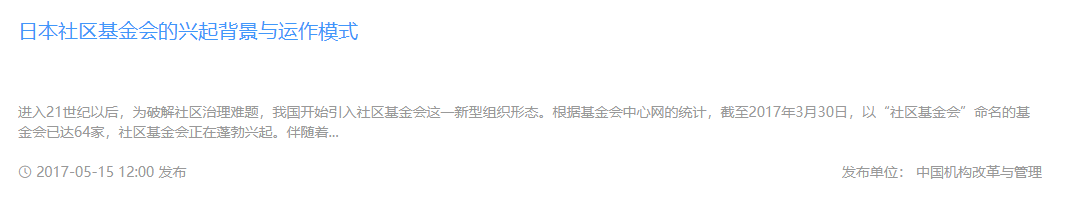 日本社区基金会的兴起背景与运作模式
进入21世纪以后，为破解社区治理难题，我国开始引入社区基金会这一新型组织形态。根据基金会中心网的统计，截至2017年3月30日，以“社区基金会”命名的基
金会已达64家，社区基金会正在蓬勃兴起。伴随着...
2017-05-15 12:00 发布
发布单位： 中国机构改革与管理